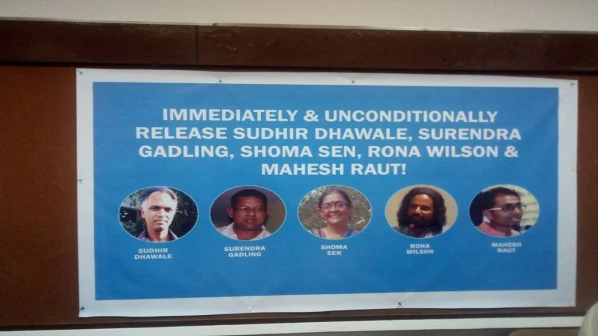 IMMEDIATELY & UNCONDITIONALLY
RELEASE SUDHIR DHAWALE, SURENDRA
GADLING, SHOMA SEN, RONA WILSON &
MAHESH RAUT!
SUDHIR
DHAWALE
SURENDRA
GADLING
SHOMA
SEN
RONA
WILSON
MAHESH
RAUT